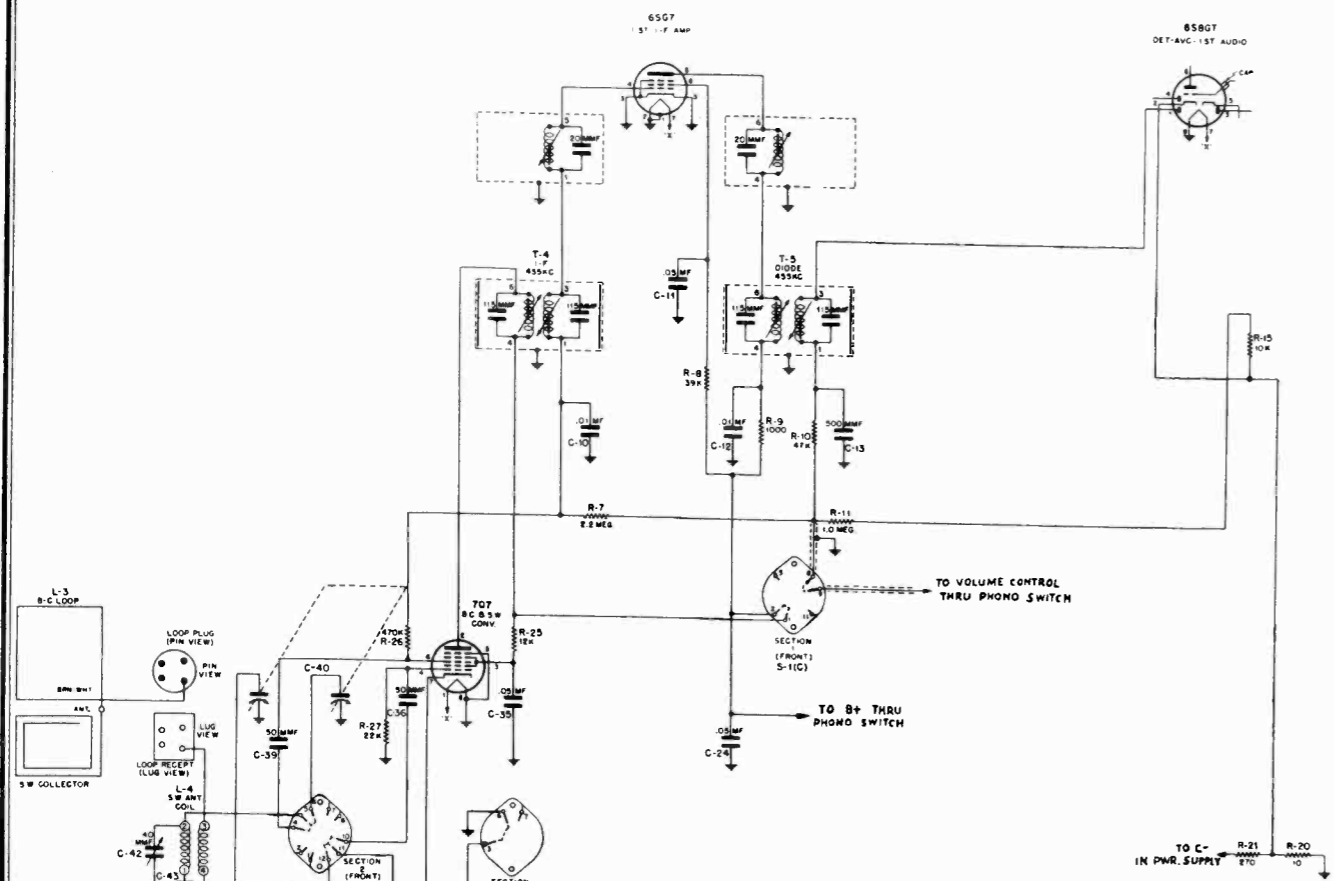 6SG7
1ST I-F AMP
6S8GT
DET-AVC-1ST AUDIO
CAP
20 MMF
20 MMF
T-4
I-F
455KC
T-5
DIODE
455KC
.05 MF
C-11
115 MMF
115 MMF
115 MMF
115 MMF
R-15
10K
R-8
39K
.01 MF
C-10
.01 MF
C-12
R-9
1000
R-10
47K
500 MMF
C-13
R-7
2.2 MEG
R-11
1.0 MEG
L-3
B-C LOOP
LOOP PLUG
(PIN VIEW)
PIN
VIEW
BRN WHT
ANT.
LUG
VIEW
LOOP RECEPT
(LUG VIEW)
SW COLLECTOR
7Q7
BC & SW
CONV.
470K
R-26
R-25
12K
C-40
50 MMF
C-36
.05 MF
C-35
R-27
22K
50 MMF
C-39
SECTION
1
(FRONT)
S-1(C)
TO VOLUME CONTROL
THRU PHONO SWITCH
TO B+ THRU
PHONO SWITCH
.05 MF
C-24
L-4
SW ANT
COIL
40
MMF
C-42
C-43
SECTION
2
(FRONT)
SECTION
TO C-
IN PWR. SUPPLY
R-21
270
R-20
10